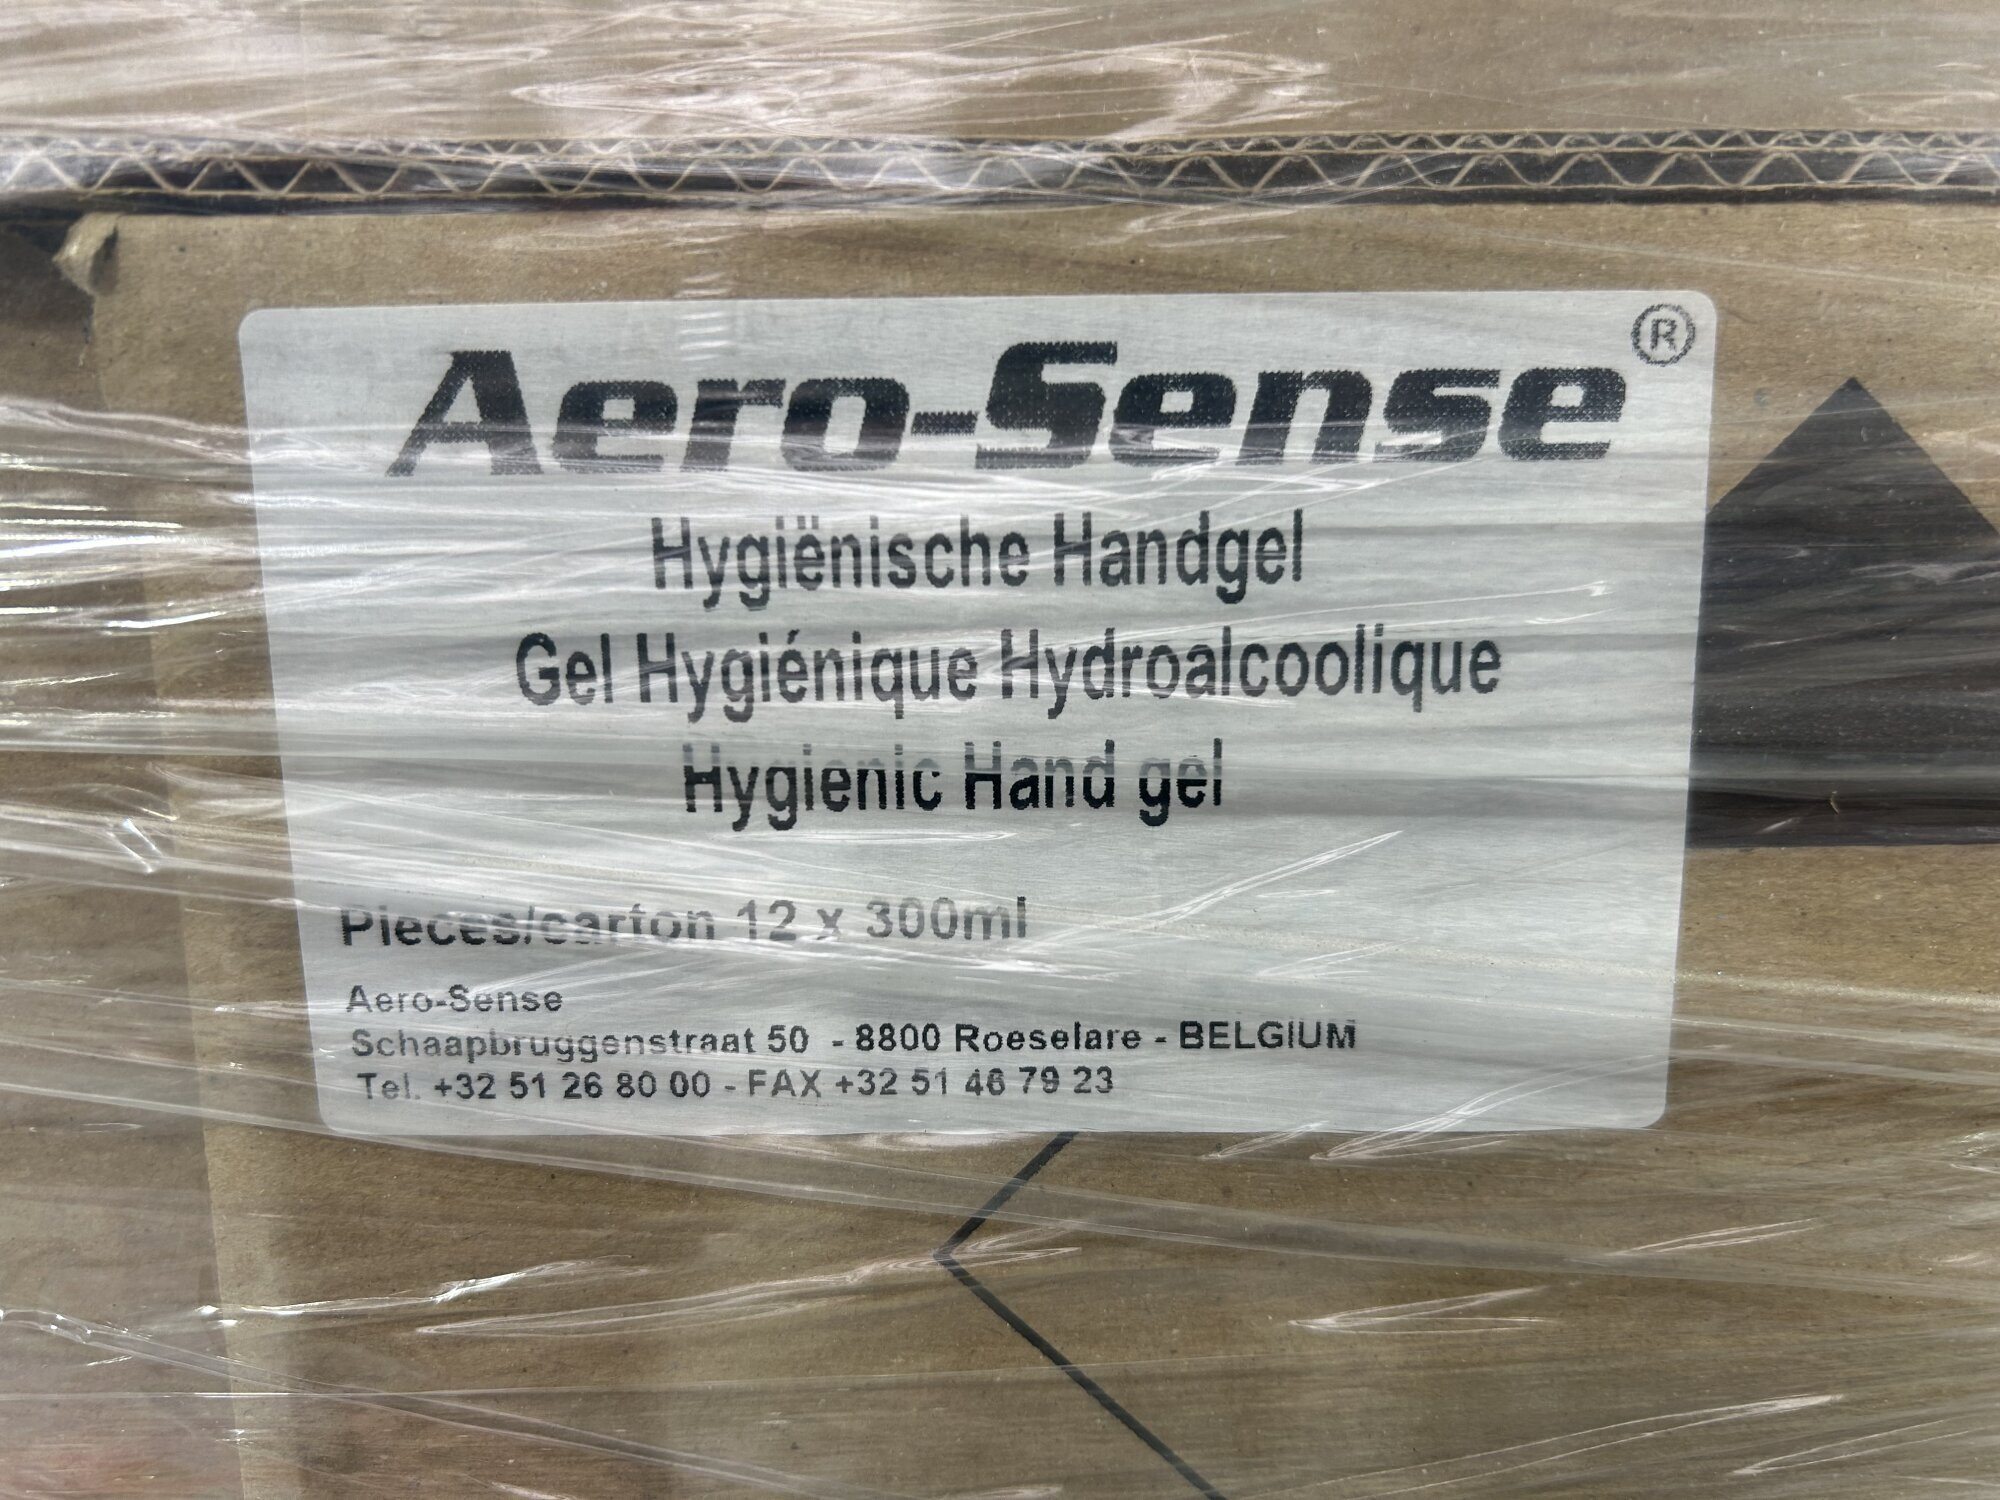 Aero-Sense®
Hygiënische Handgel
Gel Hygiénique Hydroalcoolique
Hygienic Hand gel
Pieces/carton 12 x 300ml
Aero-Sense
Schaapbruggenstraat 50 - 8800 Roeselare - BELGIUM
Tel. +32 51 26 80 00 - FAX +32 51 46 79 23